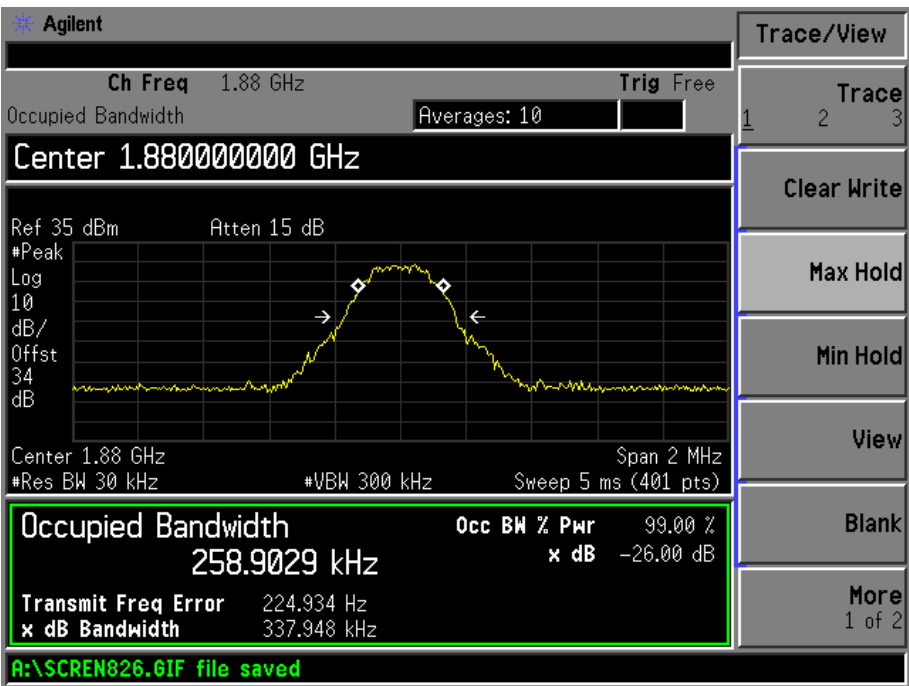 Agilent
Ch Freq 1.88 GHz Trig Free
Occupied Bandwidth Averages: 10
Center 1.880000000 GHz
Ref 35 dBm Atten 15 dB
#Peak
Log
10
dB/
Offst
34
dB
Center 1.88 GHz Span 2 MHz
#Res BW 30 kHz #VBW 300 kHz Sweep 5 ms (401 pts)
Occupied Bandwidth Occ BW % Pwr 99.00 %
258.9029 kHz x dB -26.00 dB
Transmit Freq Error 224.934 Hz
x dB Bandwidth 337.948 kHz
A:\SCREN826.GIF file saved
Trace/View
Trace
1 2 3
Clear Write
Max Hold
Min Hold
View
Blank
More
1 of 2